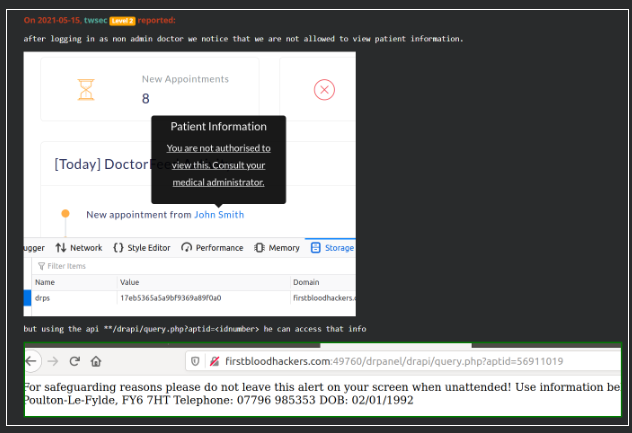 On 2021-05-15, twsec Level 2 reported:
after logging in as non admin doctor we notice that we are not allowed to view patient information.
New Appointments
8
Patient Information
You are not authorised to
view this. Consult your
medical administrator.
[Today] DoctorFee
New appointment from John Smith
ugger Network Style Editor Performance Memory Storage
Filter Items
Name Value Domain
drps 17eb5365a5a9bf9369a89f0a0 firstbloodhackers.
but using the api **/drapi/query.php?aptid=<idnumber> he can access that info
firstbloodhackers.com:49760/drpanel/drapi/query.php?aptid=56911019
For safeguarding reasons please do not leave this alert on your screen when unattended! Use information be
Poulton-Le-Fylde, FY6 7HT Telephone: 07796 985353 DOB: 02/01/1992